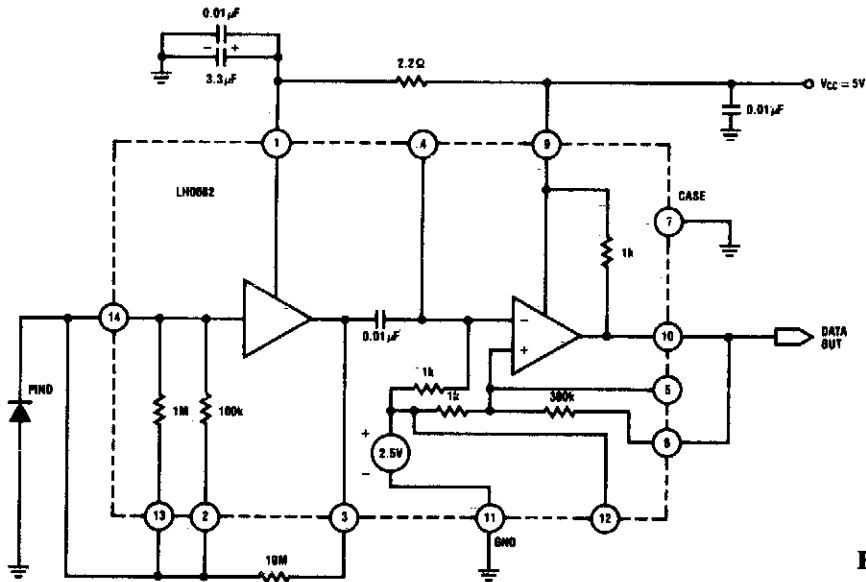 0.01µF
3.3µF
2.2Ω
VCC = 5V
0.01µF
1
4
9
LH0082
CASE
7
1k
14
0.01µF
10
DATA
OUT
PIND
1M
100k
1k
1k
300k
5
6
+
2.5V
-
13
2
3
11
GND
12
10M